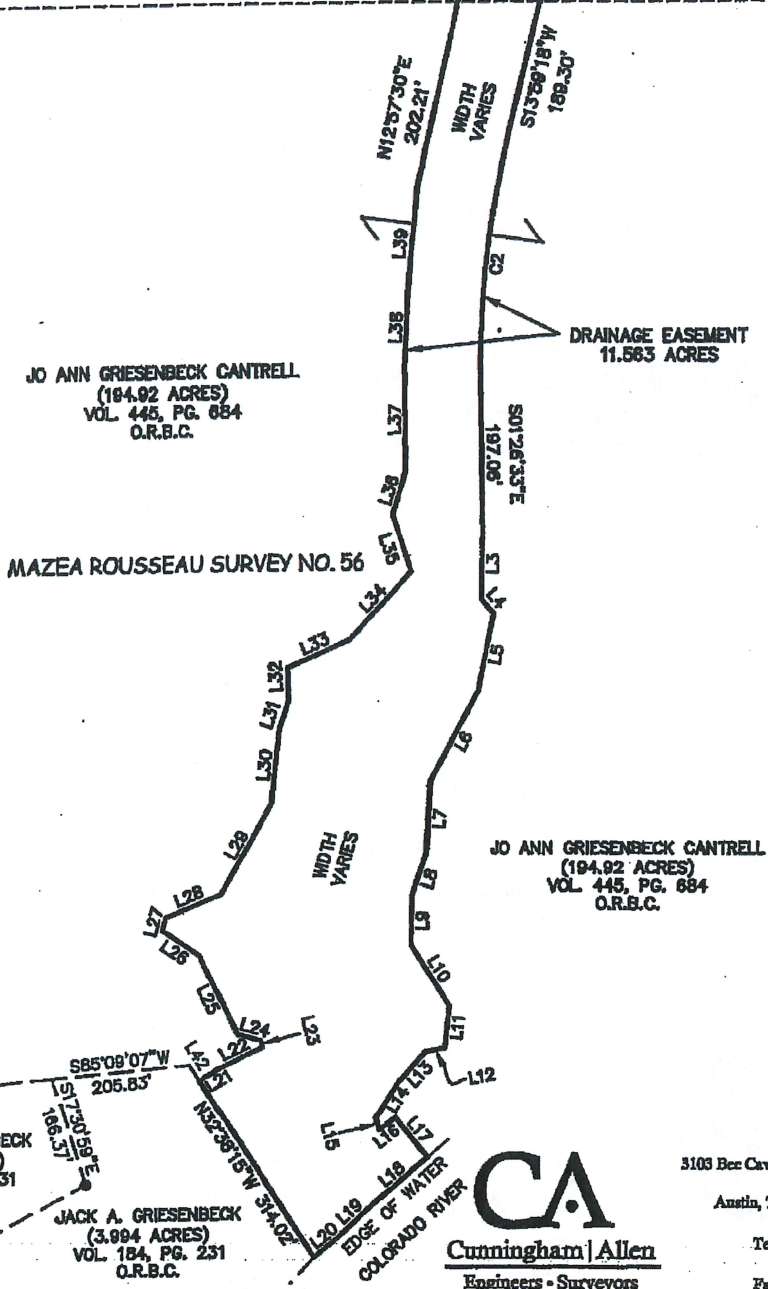 N12°57'30"E
202.21'
WIDTH
VARIES
S13°59'18"W
189.30'
L39
C2
L38
DRAINAGE EASEMENT
11.563 ACRES
JO ANN GRIESENBECK CANTRELL
(194.92 ACRES)
VOL. 445, PG. 684
O.R.B.C.
L37
S01°26'33"E
197.06'
L36
L35
MAZEA ROUSSEAU SURVEY NO. 56
L3
L4
L34
L33
L5
L32
L31
L6
L30
L7
WIDTH
VARIES
L29
L8
JO ANN GRIESENBECK CANTRELL
(194.92 ACRES)
VOL. 445, PG. 684
O.R.B.C.
L28
L27
L9
L26
L10
L25
L24
L23
L11
L22
S85°09'07"W
205.83'
L42
L21
L13
L12
S17°30'59"E
166.37'
L14
N32°38'15"W 314.02'
L15
L16
L17
ECK
)
31
L18
L19
L20
EDGE OF WATER
COLORADO RIVER
JACK A. GRIESENBECK
(3.994 ACRES)
VOL. 184, PG. 231
O.R.B.C.
CA
Cunningham | Allen
Engineers • Surveyors
3103 Bee Cav
Austin,
Te